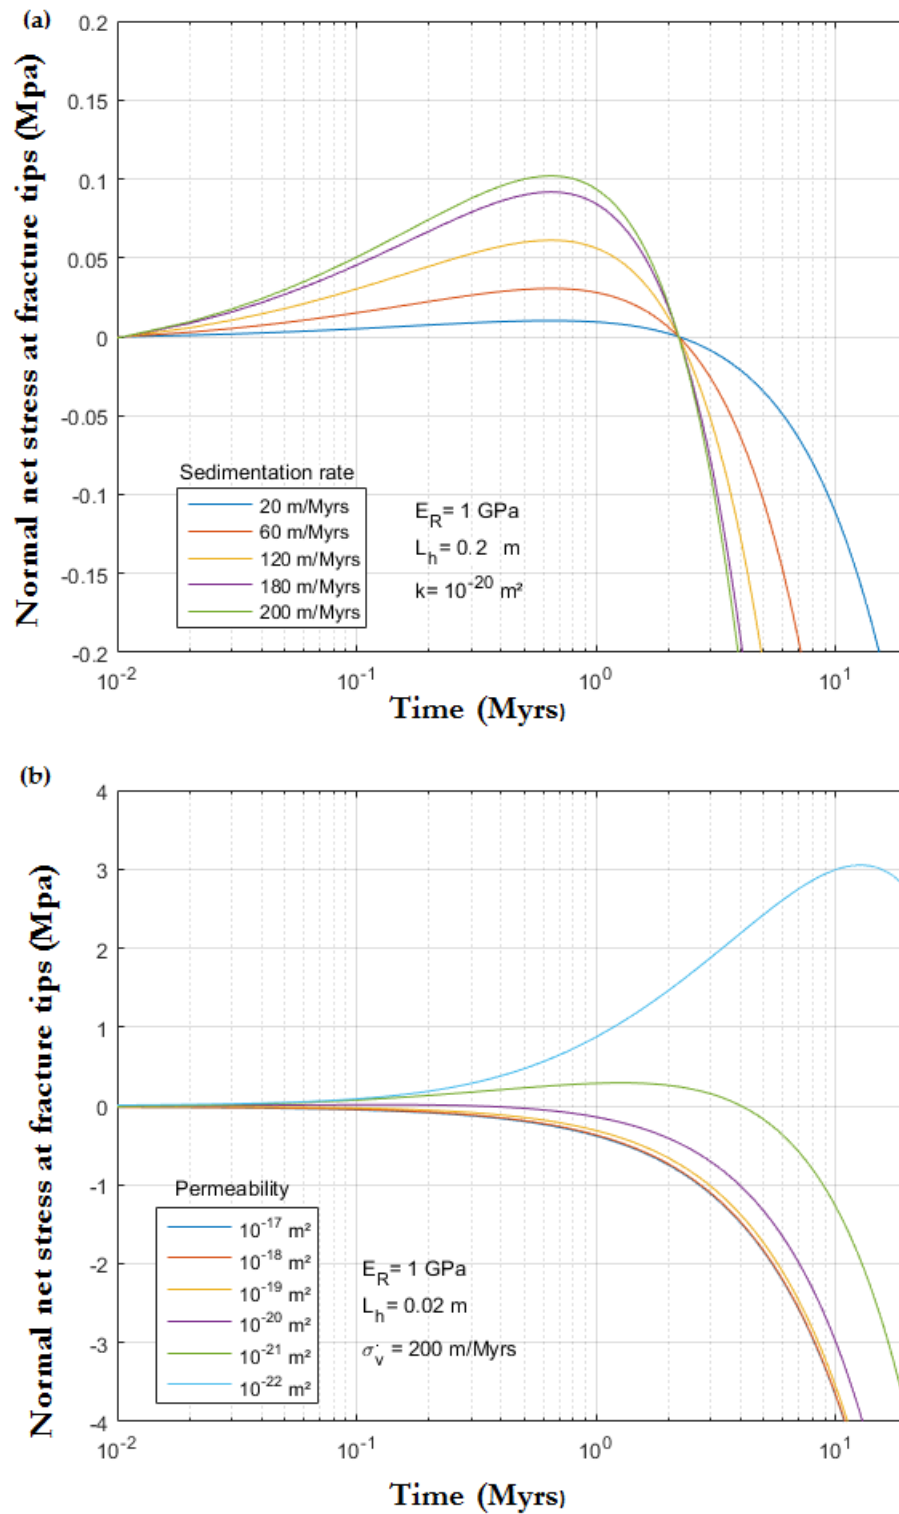 (a)
Normal net stress at fracture tips (Mpa)
0.2
0.15
0.1
0.05
0
-0.05
-0.1
-0.15
-0.2
Sedimentation rate
20 m/Myrs
60 m/Myrs
120 m/Myrs
180 m/Myrs
200 m/Myrs
E_R= 1 GPa
L_h= 0.2 m
k= 10^-20 m²
10^-2 10^-1 10^0 10^1
Time (Myrs)
(b)
Normal net stress at fracture tips (Mpa)
4
3
2
1
0
-1
-2
-3
-4
Permeability
10^-17 m²
10^-18 m²
10^-19 m²
10^-20 m²
10^-21 m²
10^-22 m²
E_R= 1 GPa
L_h= 0.02 m
σ̇_v = 200 m/Myrs
10^-2 10^-1 10^0 10^1
Time (Myrs)